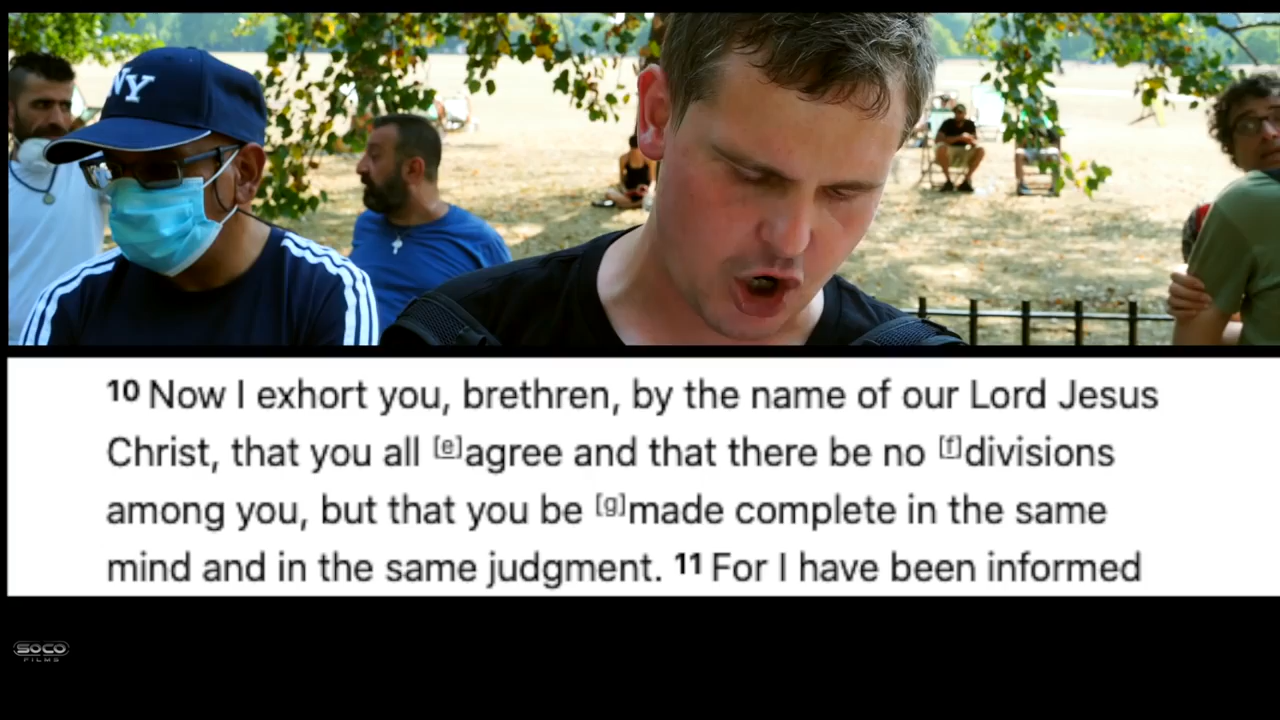 NY
10 Now I exhort you, brethren, by the name of our Lord Jesus
Christ, that you all [e]agree and that there be no [f]divisions
among you, but that you be [g]made complete in the same
mind and in the same judgment. 11 For I have been informed
SOCO
FILMS